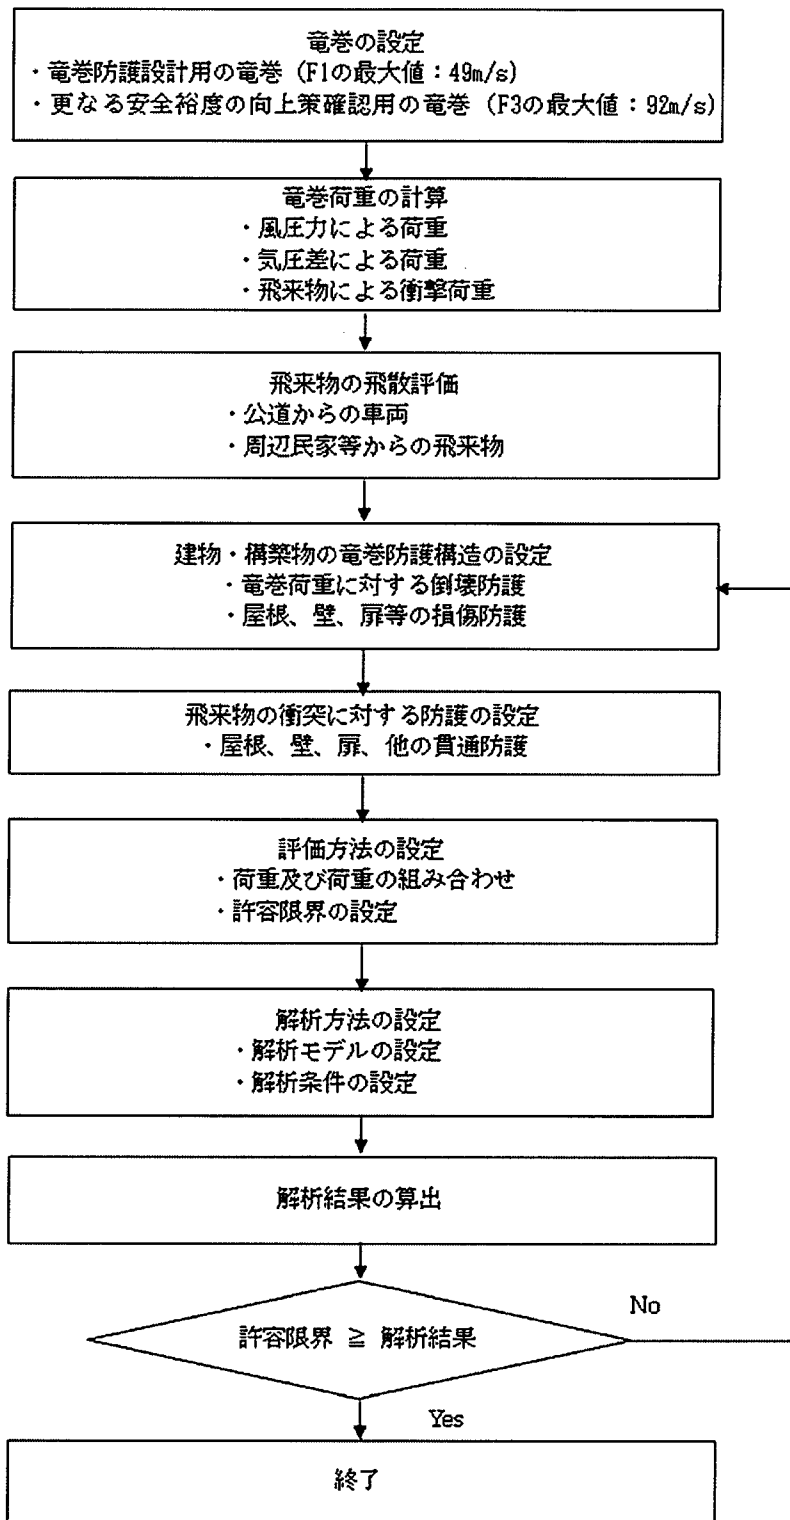 竜巻の設定
・竜巻防護設計用の竜巻 (F1の最大値：49m/s)
・更なる安全裕度の向上策確認用の竜巻 (F3の最大値：92m/s)
竜巻荷重の計算
・風圧力による荷重
・気圧差による荷重
・飛来物による衝撃荷重
飛来物の飛散評価
・公道からの車両
・周辺民家等からの飛来物
建物・構築物の竜巻防護構造の設定
・竜巻荷重に対する倒壊防護
・屋根、壁、扉等の損傷防護
飛来物の衝突に対する防護の設定
・屋根、壁、扉、他の貫通防護
評価方法の設定
・荷重及び荷重の組み合わせ
・許容限界の設定
解析方法の設定
・解析モデルの設定
・解析条件の設定
解析結果の算出
許容限界 ≧ 解析結果
No
Yes
終了